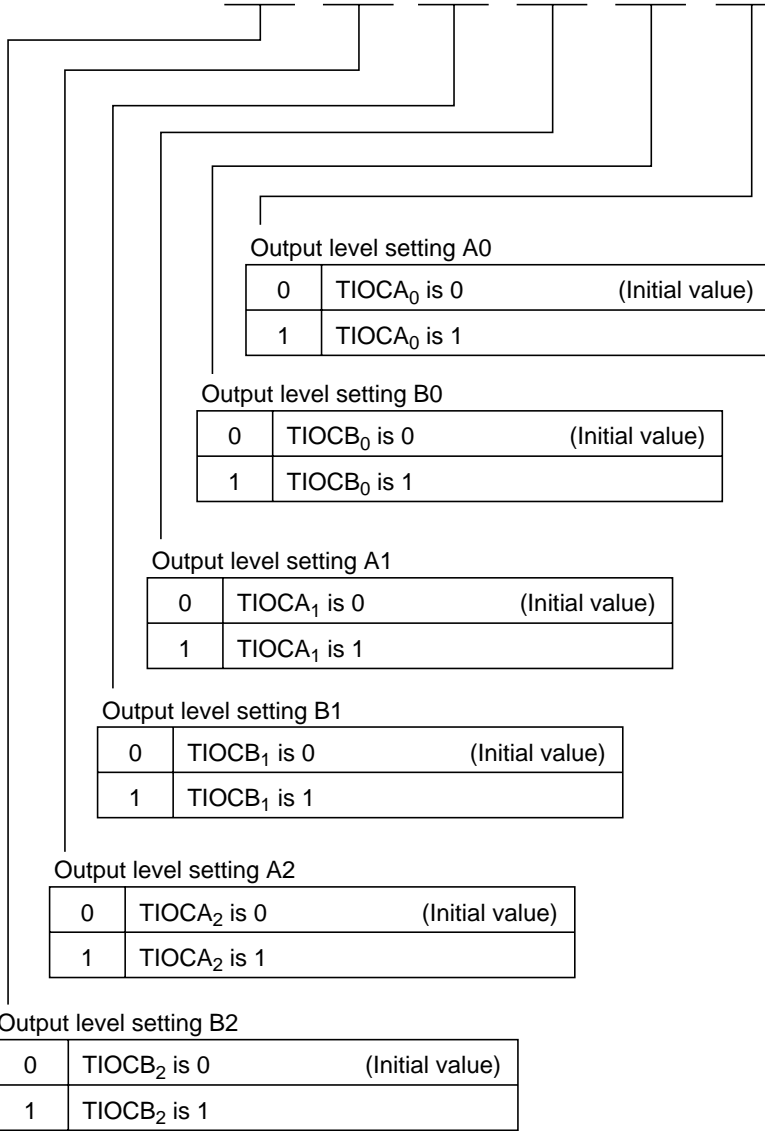 Output level setting A0
0 TIOCA₀ is 0 (Initial value)
1 TIOCA₀ is 1
Output level setting B0
0 TIOCB₀ is 0 (Initial value)
1 TIOCB₀ is 1
Output level setting A1
0 TIOCA₁ is 0 (Initial value)
1 TIOCA₁ is 1
Output level setting B1
0 TIOCB₁ is 0 (Initial value)
1 TIOCB₁ is 1
Output level setting A2
0 TIOCA₂ is 0 (Initial value)
1 TIOCA₂ is 1
Output level setting B2
0 TIOCB₂ is 0 (Initial value)
1 TIOCB₂ is 1